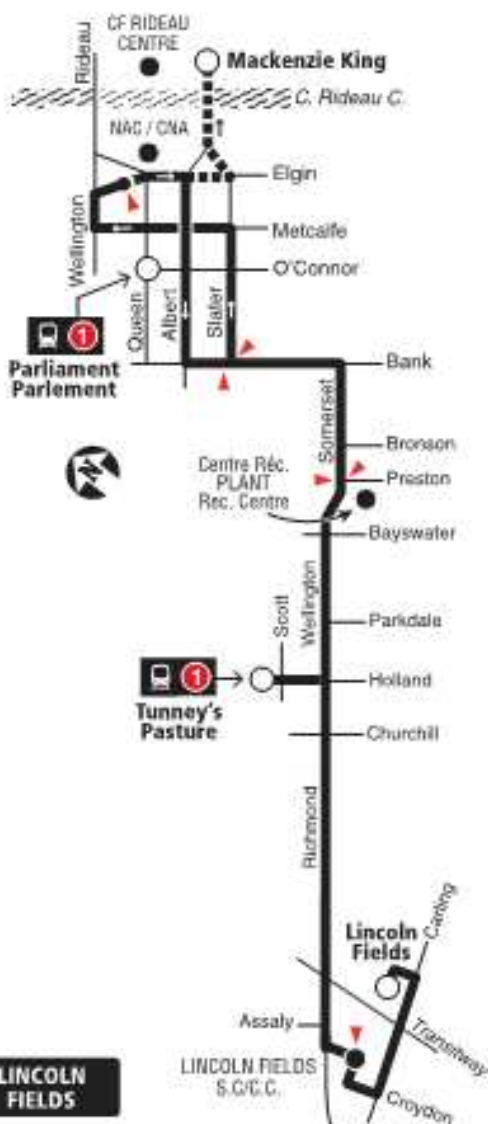 CF RIDEAU
CENTRE
Rideau
Mackenzie King
C. Rideau C.
NAC / CNA
Elgin
Metcalfe
Wellington
O'Connor
Queen
Albert
Slater
1
Parliament
Parlement
Bank
Somerset
Bronson
Centre Réc.
PLANT
Rec. Centre
Preston
N
Bayswater
Wellington
Scott
Parkdale
1
Holland
Tunney's
Pasture
Churchill
Richmond
Carling
Lincoln
Fields
Assaly
Transitway
LINCOLN FIELDS
S.C/C.C.
Croydon
LINCOLN
FIELDS